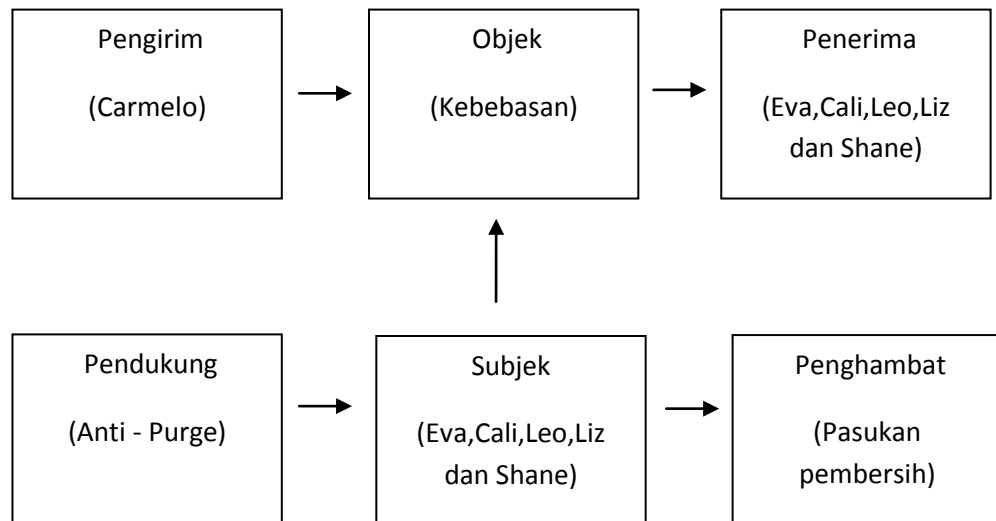 Pengirim
(Carmelo)
Objek
(Kebebasan)
Penerima
(Eva,Cali,Leo,Liz
dan Shane)
Pendukung
(Anti - Purge)
Subjek
(Eva,Cali,Leo,Liz
dan Shane)
Penghambat
(Pasukan
pembersih)